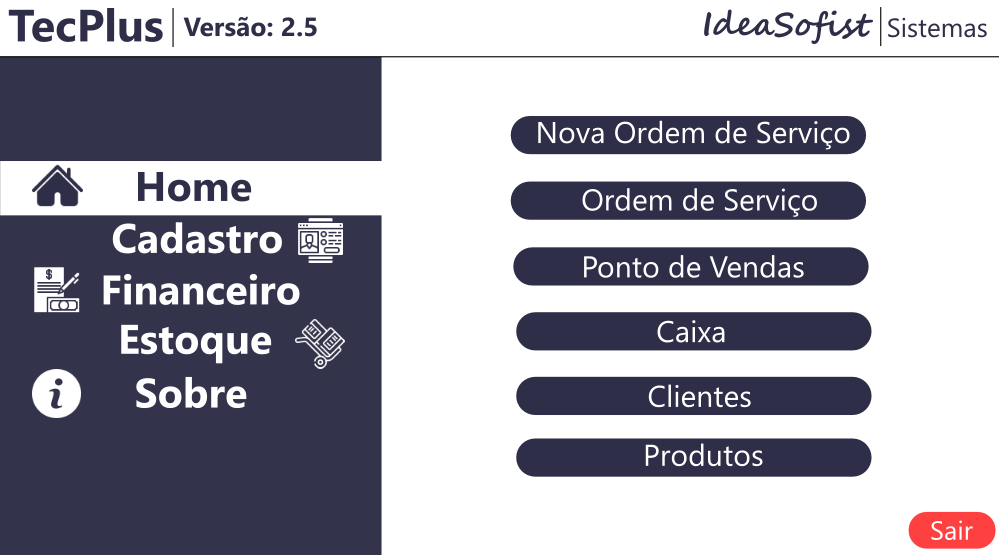 TecPlus Versão: 2.5
IdeaSofist Sistemas
Home
Cadastro
Financeiro
Estoque
Sobre
Nova Ordem de Serviço
Ordem de Serviço
Ponto de Vendas
Caixa
Clientes
Produtos
Sair